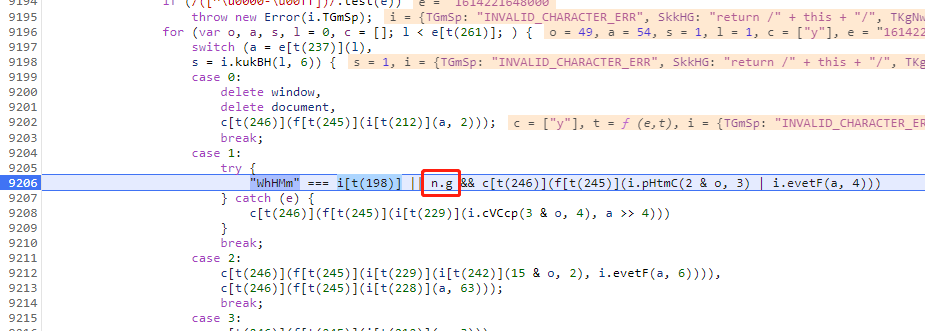 9194 if (/([^\u0000-\u00ff])/.test(e)) e = "1614221648000"
9195 throw new Error(i.TGmSp); i = {TGmSp: "INVALID_CHARACTER_ERR", SkkHG: "return /" + this + "/", TKgNw
9196 for (var o, a, s, l = 0, c = []; l < e[t(261)]; ) { o = 49, a = 54, s = 1, l = 1, c = ["y"], e = "161422
9197 switch (a = e[t(237)](l),
9198 s = i.kukBH(l, 6)) { s = 1, i = {TGmSp: "INVALID_CHARACTER_ERR", SkkHG: "return /" + this + "/", TKg
9199 case 0:
9200 delete window,
9201 delete document,
9202 c[t(246)](f[t(245)](i[t(212)](a, 2))); c = ["y"], t = ƒ (e,t), i = {TGmSp: "INVALID_CHARACTER_ERR
9203 break;
9204 case 1:
9205 try {
9206 "WhHMm" === i[t(198)] || n.g && c[t(246)](f[t(245)](i.pHtmC(2 & o, 3) | i.evetF(a, 4)))
9207 } catch (e) {
9208 c[t(246)](f[t(245)](i[t(229)](i.cVCcp(3 & o, 4), a >> 4)))
9209 }
9210 break;
9211 case 2:
9212 c[t(246)](f[t(245)](i[t(229)](i[t(242)](15 & o, 2), i.evetF(a, 6)))),
9213 c[t(246)](f[t(245)](i[t(228)](a, 63)));
9214 break;
9215 case 3: